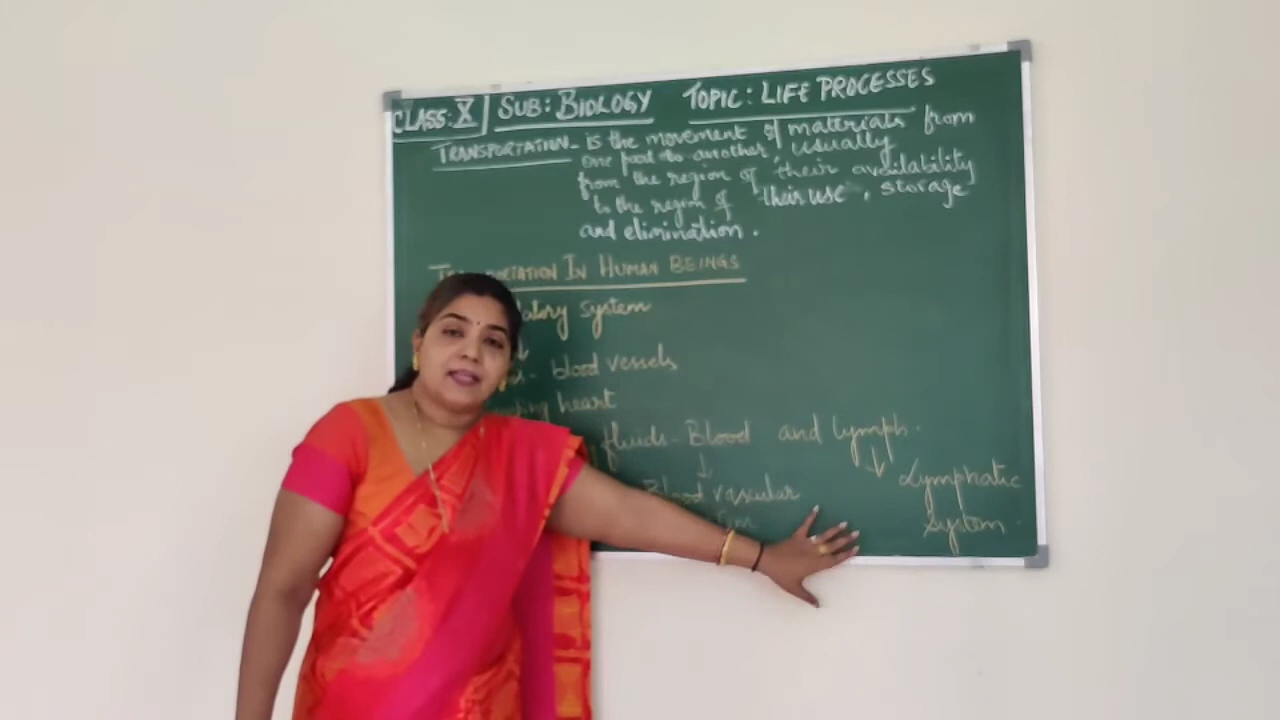 CLASS: X SUB: BIOLOGY TOPIC: LIFE PROCESSES
TRANSPORTATION - is the movement of materials from
one part to another, usually
from the region of their availability
to the region of their use, storage
and elimination.
IN HUMAN BEINGS
system
blood vessels
heart
fluids - Blood and lymph.
↓ ↓ Lymphatic
Blood vascular System